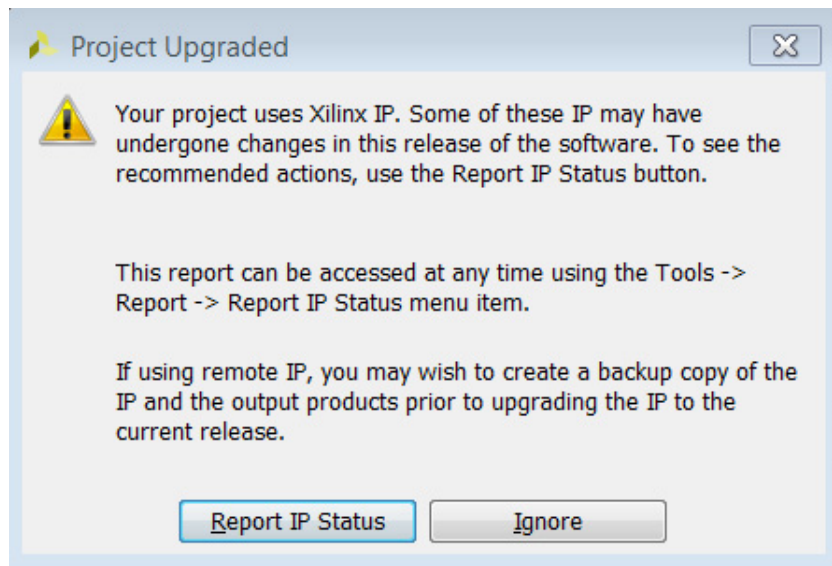 Project Upgraded
Your project uses Xilinx IP. Some of these IP may have
undergone changes in this release of the software. To see the
recommended actions, use the Report IP Status button.
This report can be accessed at any time using the Tools ->
Report -> Report IP Status menu item.
If using remote IP, you may wish to create a backup copy of the
IP and the output products prior to upgrading the IP to the
current release.
Report IP Status
Ignore